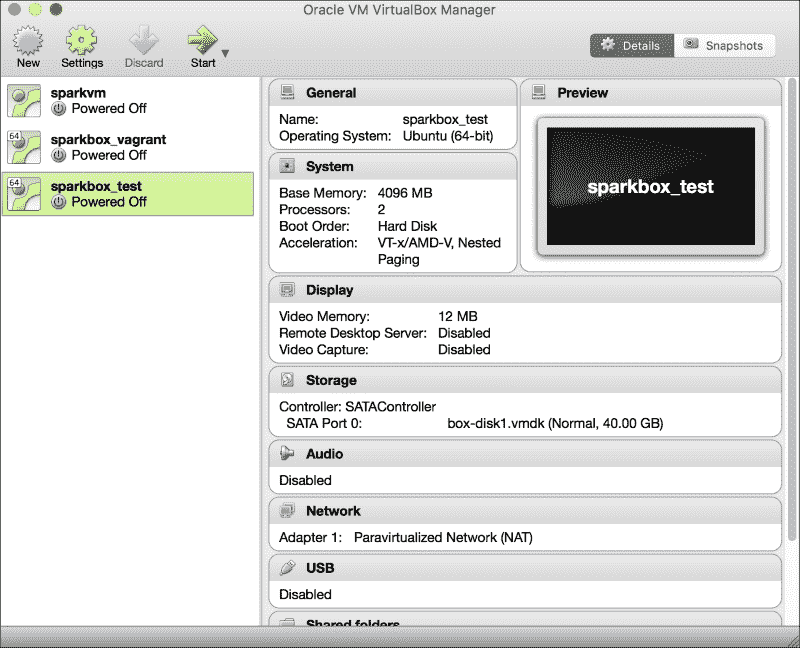 Oracle VM VirtualBox Manager
New
Settings
Discard
Start
Details
Snapshots
sparkvm
Powered Off
64
sparkbox_vagrant
Powered Off
64
sparkbox_test
Powered Off
General
Name: sparkbox_test
Operating System: Ubuntu (64-bit)
Preview
sparkbox_test
System
Base Memory: 4096 MB
Processors: 2
Boot Order: Hard Disk
Acceleration: VT-x/AMD-V, Nested
Paging
Display
Video Memory: 12 MB
Remote Desktop Server: Disabled
Video Capture: Disabled
Storage
Controller: SATAController
SATA Port 0: box-disk1.vmdk (Normal, 40.00 GB)
Audio
Disabled
Network
Adapter 1: Paravirtualized Network (NAT)
USB
Disabled
Shared folders